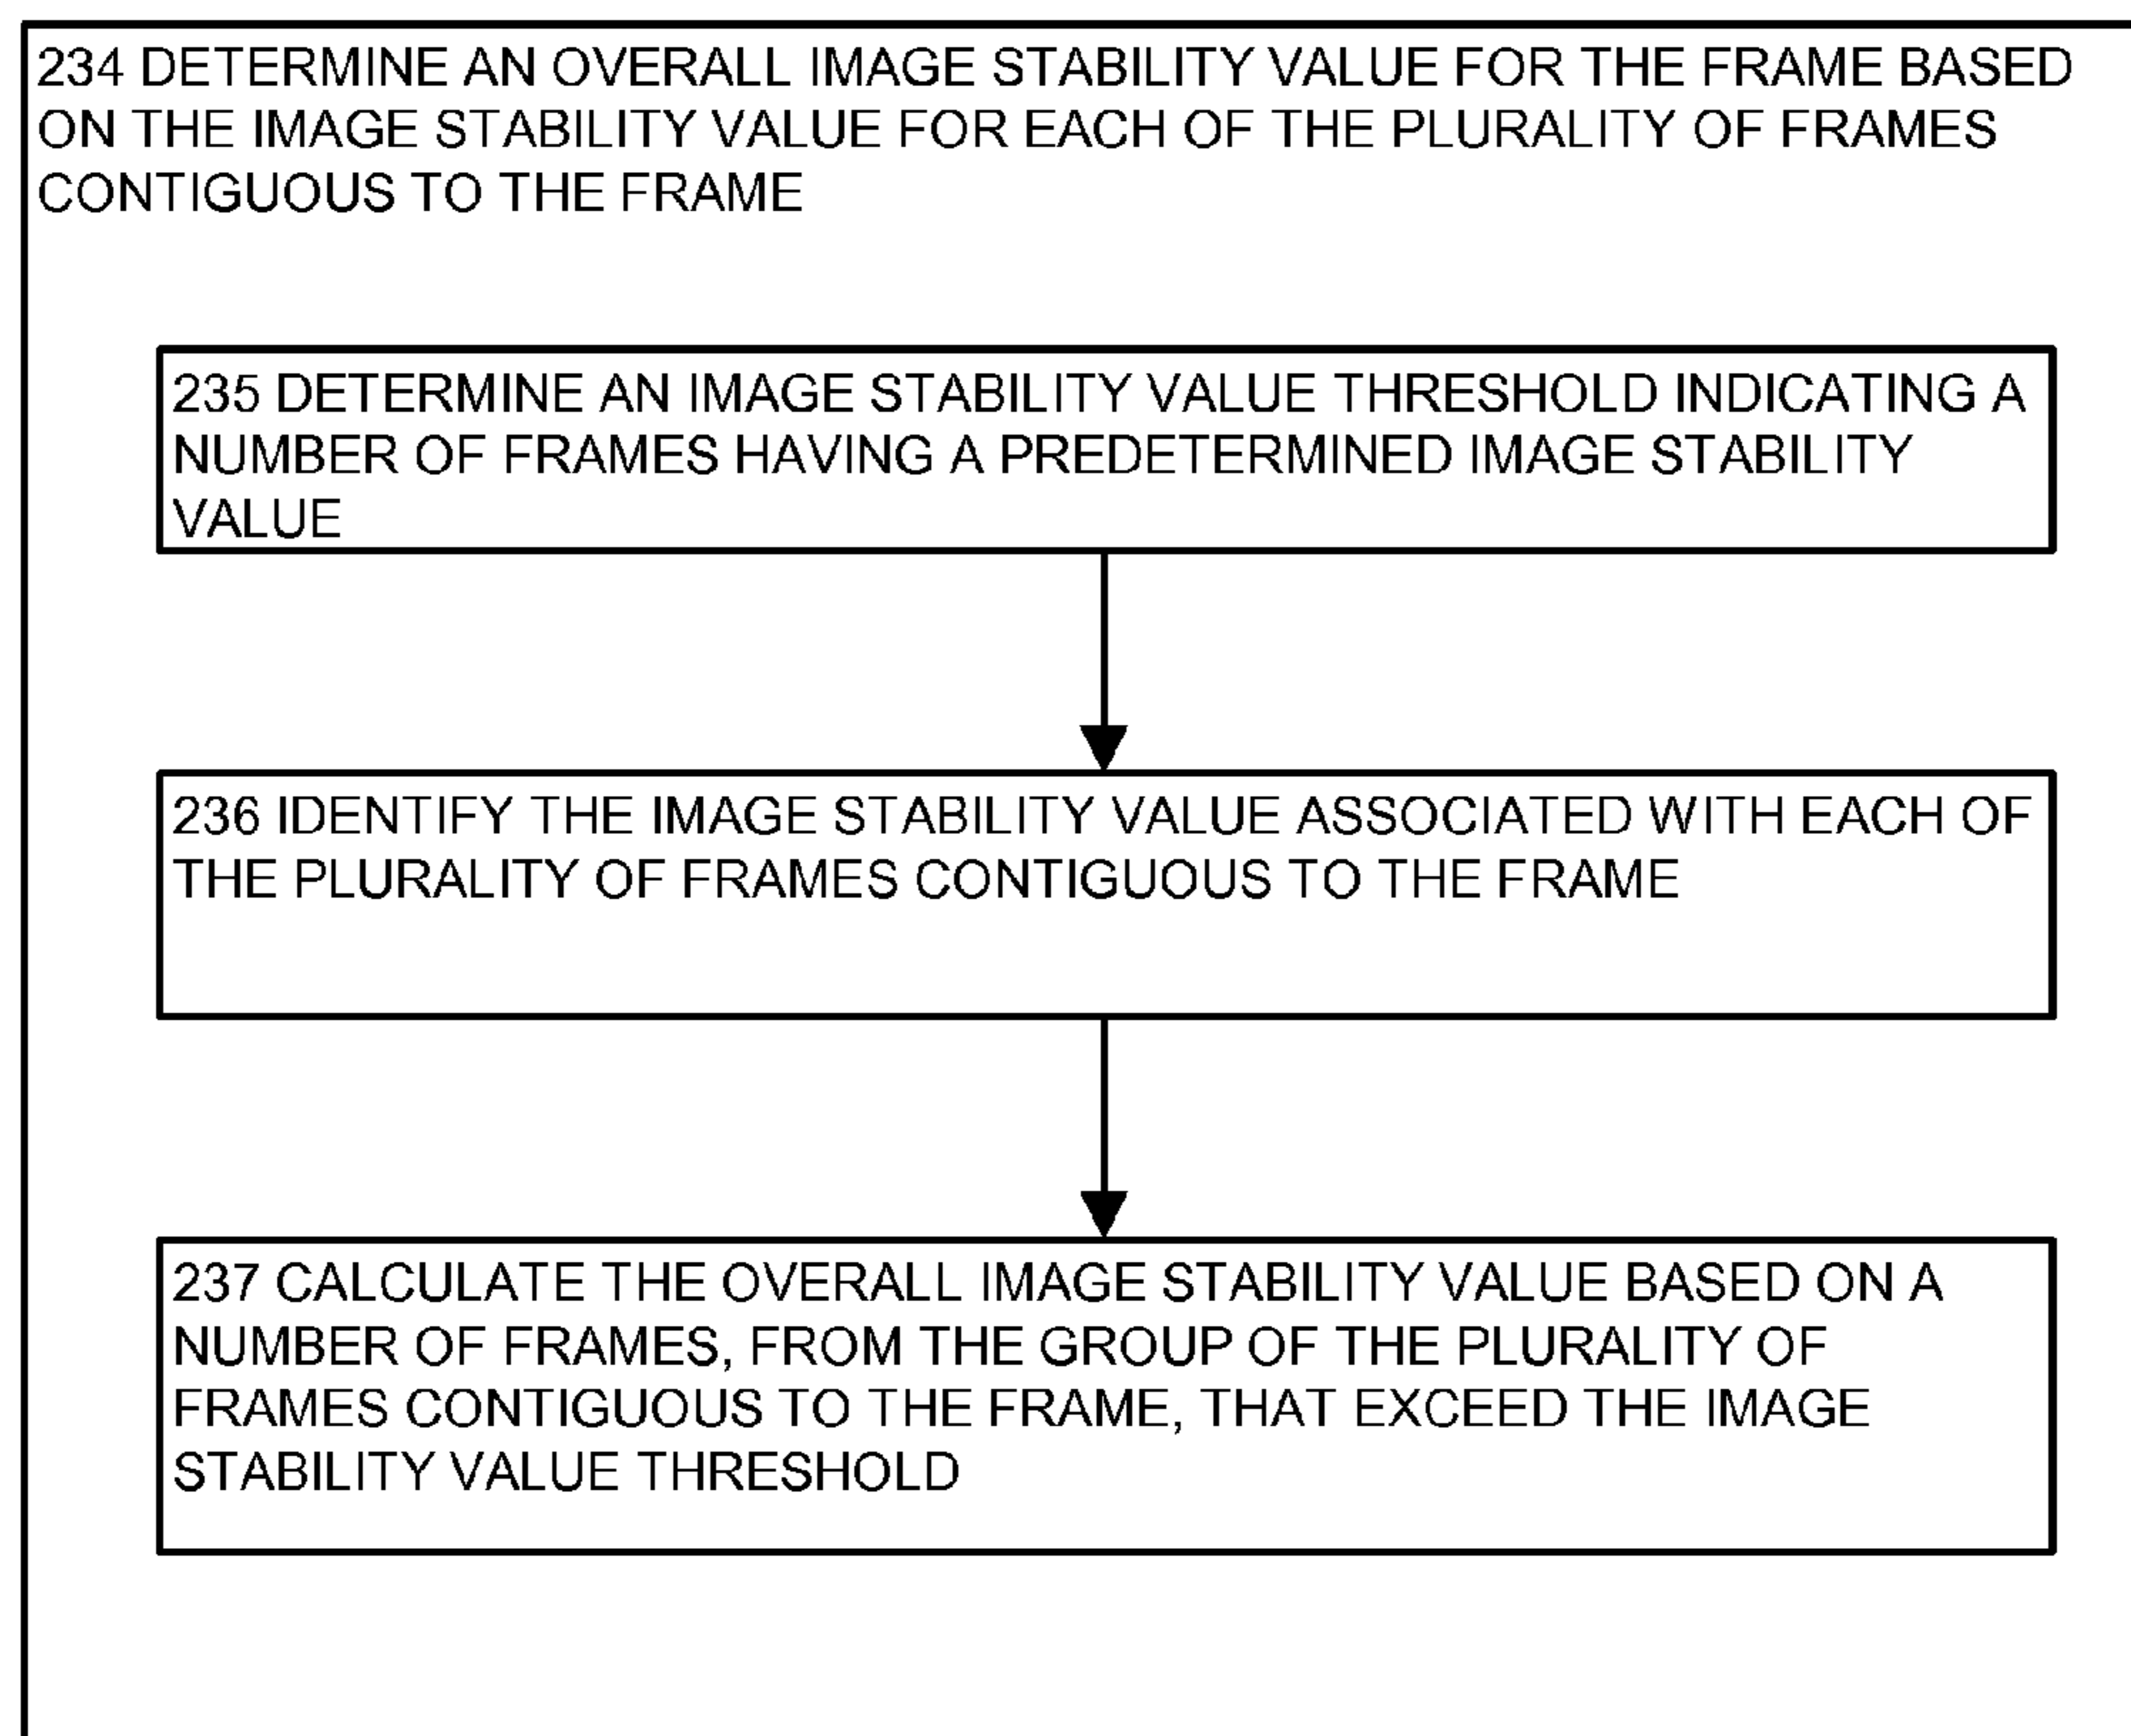 234 DETERMINE AN OVERALL IMAGE STABILITY VALUE FOR THE FRAME BASED
ON THE IMAGE STABILITY VALUE FOR EACH OF THE PLURALITY OF FRAMES
CONTIGUOUS TO THE FRAME
235 DETERMINE AN IMAGE STABILITY VALUE THRESHOLD INDICATING A
NUMBER OF FRAMES HAVING A PREDETERMINED IMAGE STABILITY
VALUE
236 IDENTIFY THE IMAGE STABILITY VALUE ASSOCIATED WITH EACH OF
THE PLURALITY OF FRAMES CONTIGUOUS TO THE FRAME
237 CALCULATE THE OVERALL IMAGE STABILITY VALUE BASED ON A
NUMBER OF FRAMES, FROM THE GROUP OF THE PLURALITY OF
FRAMES CONTIGUOUS TO THE FRAME, THAT EXCEED THE IMAGE
STABILITY VALUE THRESHOLD